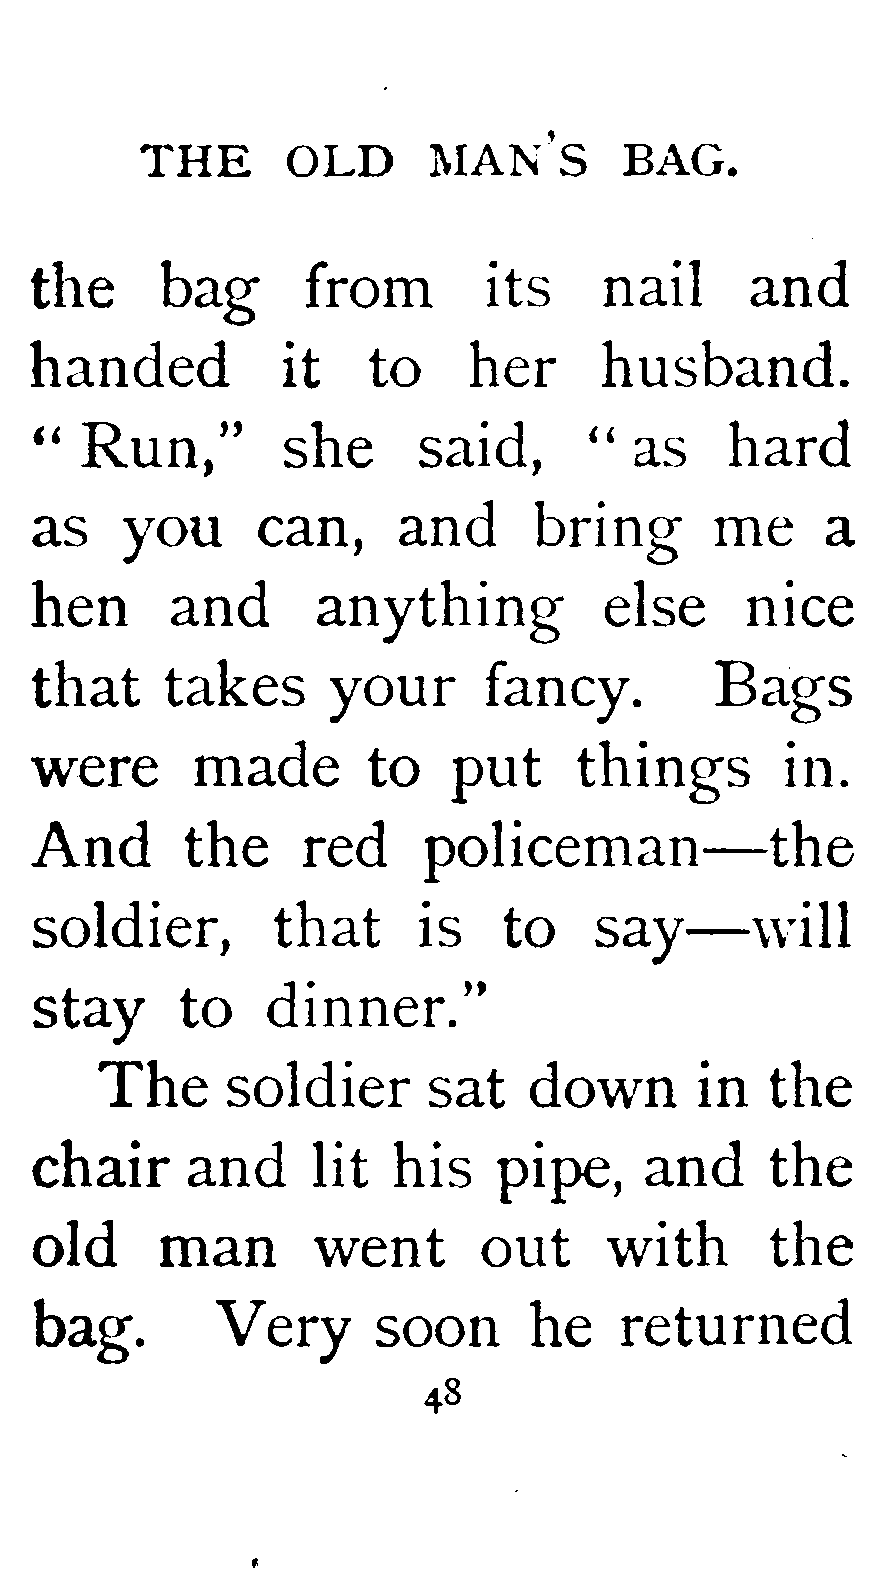 THE OLD MAN'S BAG.
the bag from its nail and
handed it to her husband.
“ Run,” she said, “ as hard
as you can, and bring me a
hen and anything else nice
that takes your fancy. Bags
were made to put things in.
And the red policeman—the
soldier, that is to say—will
stay to dinner.”
The soldier sat down in the
chair and lit his pipe, and the
old man went out with the
bag. Very soon he returned
48